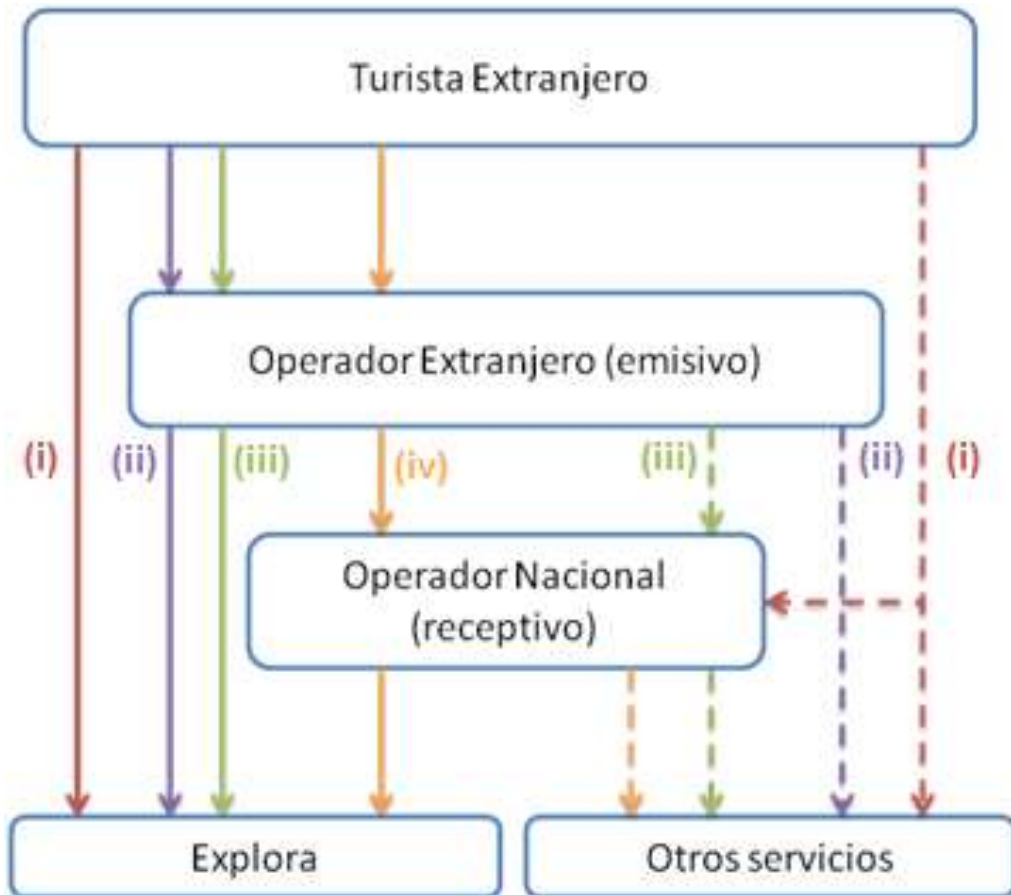 Turista Extranjero
Operador Extranjero (emisivo)
(i)
(ii)
(iii)
(iv)
(iii)
(ii)
(i)
Operador Nacional
(receptivo)
Explora
Otros servicios